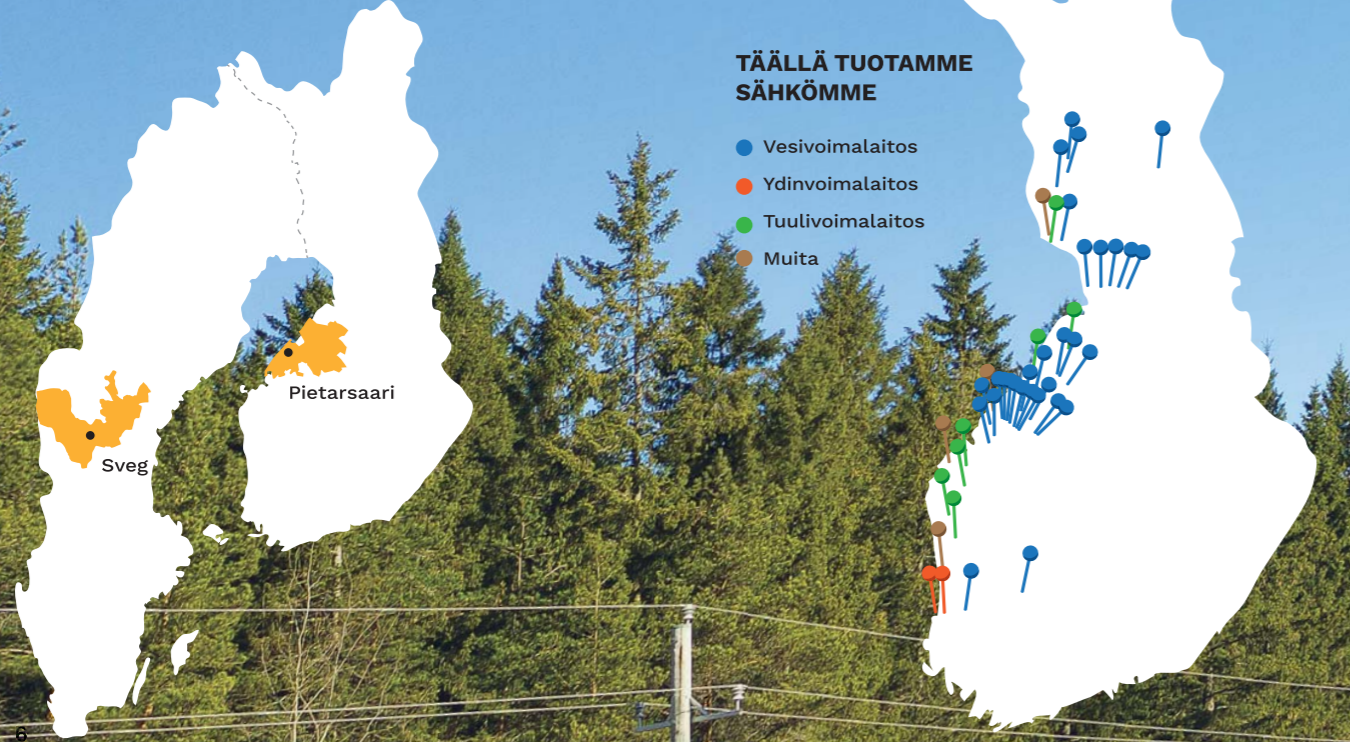 TÄÄLLÄ TUOTAMME
SÄHKÖMME
Vesivoimalaitos
Ydinvoimalaitos
Tuulivoimalaitos
Muita
Pietarsaari
Sveg
6